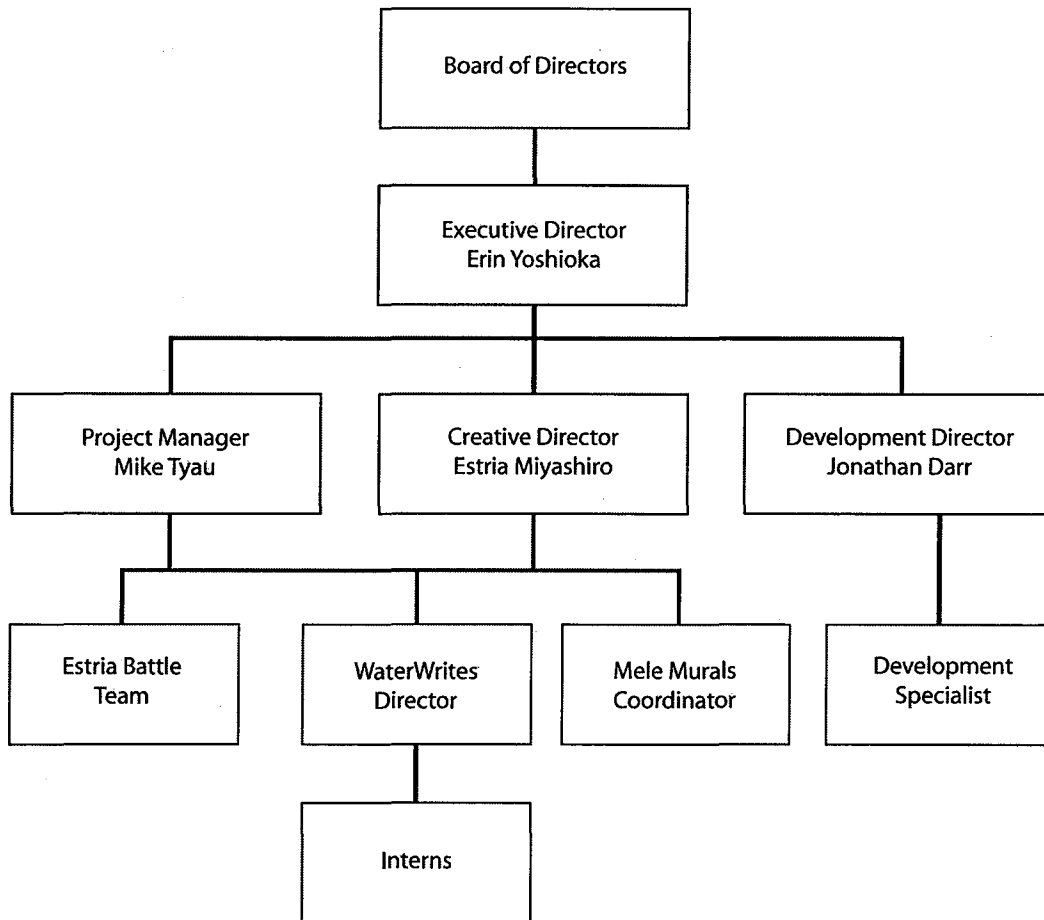 Board of Directors
Executive Director
Erin Yoshioka
Project Manager
Mike Tyau
Creative Director
Estria Miyashiro
Development Director
Jonathan Darr
Estria Battle
Team
WaterWrites
Director
Mele Murals
Coordinator
Development
Specialist
Interns